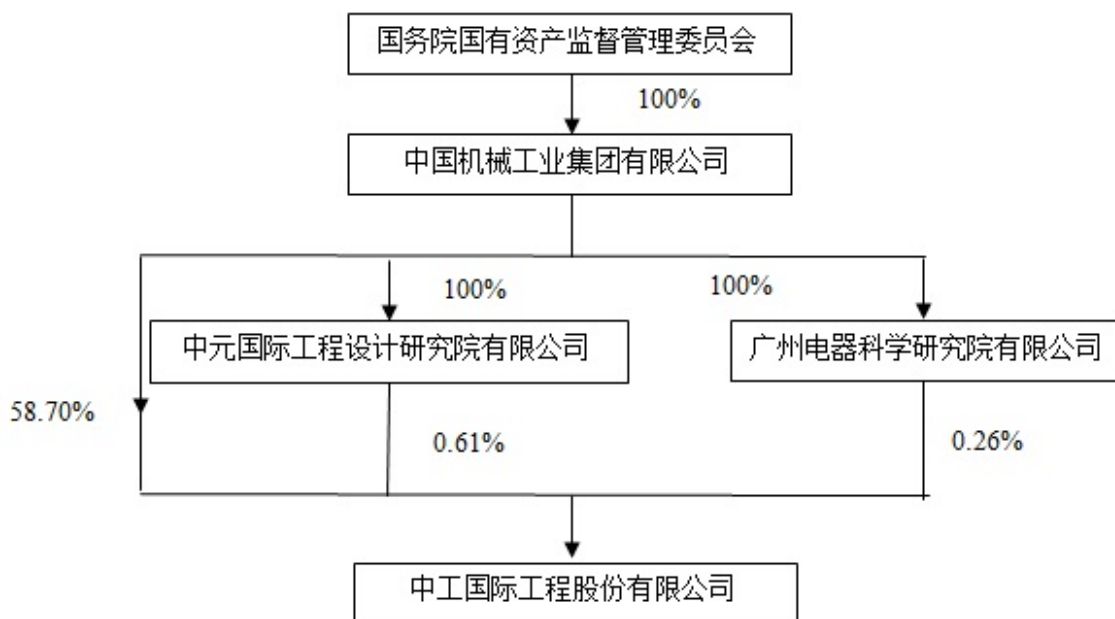 国务院国有资产监督管理委员会
100%
中国机械工业集团有限公司
100%
100%
中元国际工程设计研究院有限公司
广州电器科学研究院有限公司
58.70%
0.61%
0.26%
中工国际工程股份有限公司